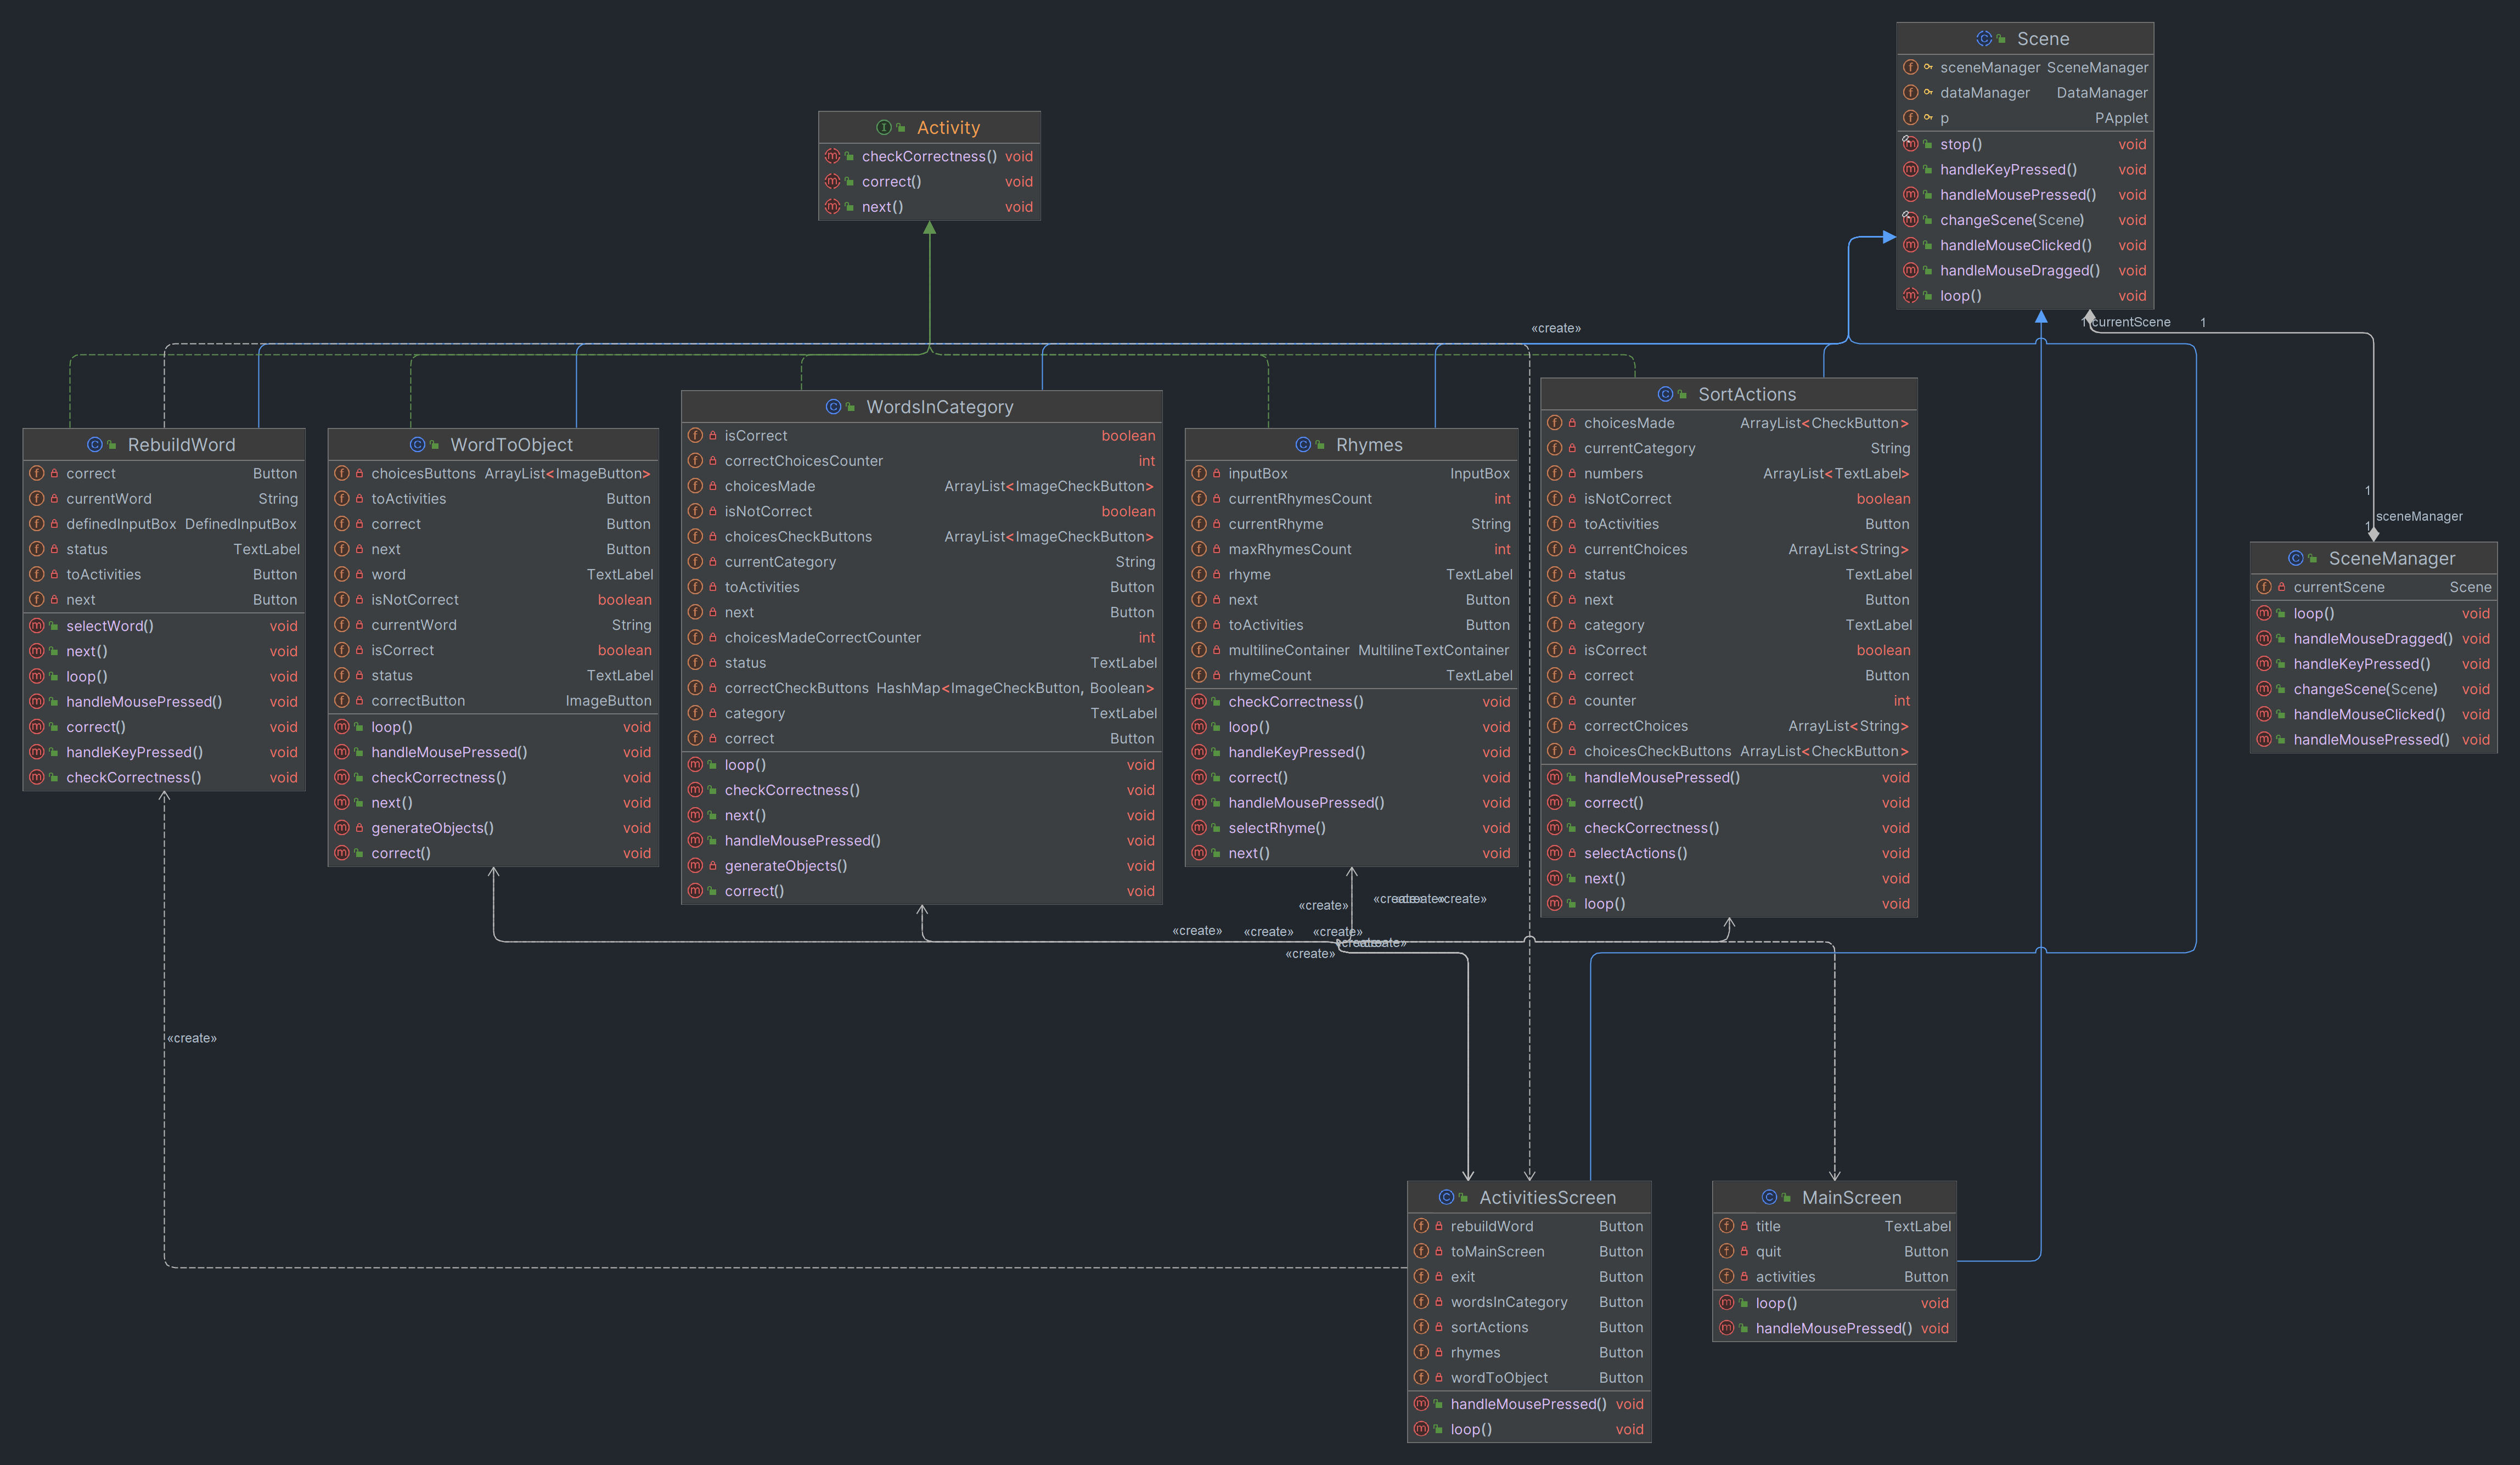 Scene
sceneManager SceneManager
dataManager DataManager
p PApplet
stop() void
handleKeyPressed() void
handleMousePressed() void
changeScene(Scene) void
handleMouseClicked() void
handleMouseDragged() void
loop() void
Activity
checkCorrectness() void
correct() void
next() void
«create»
1 currentScene 1
1
1 sceneManager
RebuildWord
correct Button
currentWord String
definedInputBox DefinedInputBox
status TextLabel
toActivities Button
next Button
selectWord() void
next() void
loop() void
handleMousePressed() void
correct() void
handleKeyPressed() void
checkCorrectness() void
WordToObject
choicesButtons ArrayList<ImageButton>
toActivities Button
correct Button
next Button
word TextLabel
isNotCorrect boolean
currentWord String
isCorrect boolean
status TextLabel
correctButton ImageButton
loop() void
handleMousePressed() void
checkCorrectness() void
next() void
generateObjects() void
correct() void
WordsInCategory
isCorrect boolean
correctChoicesCounter int
choicesMade ArrayList<ImageCheckButton>
isNotCorrect boolean
choicesCheckButtons ArrayList<ImageCheckButton>
currentCategory String
toActivities Button
next Button
choicesMadeCorrectCounter int
status TextLabel
correctCheckButtons HashMap<ImageCheckButton, Boolean>
category TextLabel
correct Button
loop() void
checkCorrectness() void
next() void
handleMousePressed() void
generateObjects() void
correct() void
Rhymes
inputBox InputBox
currentRhymesCount int
currentRhyme String
maxRhymesCount int
rhyme TextLabel
next Button
toActivities Button
multilineContainer MultilineTextContainer
rhymeCount TextLabel
checkCorrectness() void
loop() void
handleKeyPressed() void
correct() void
handleMousePressed() void
selectRhyme() void
next() void
SortActions
choicesMade ArrayList<CheckButton>
currentCategory String
numbers ArrayList<TextLabel>
isNotCorrect boolean
toActivities Button
currentChoices ArrayList<String>
status TextLabel
next Button
category TextLabel
isCorrect boolean
correct Button
counter int
correctChoices ArrayList<String>
choicesCheckButtons ArrayList<CheckButton>
handleMousePressed() void
correct() void
checkCorrectness() void
selectActions() void
next() void
loop() void
SceneManager
currentScene Scene
loop() void
handleMouseDragged() void
handleKeyPressed() void
changeScene(Scene) void
handleMouseClicked() void
handleMousePressed() void
«create»
«create»
«create» «create» «create»
«create»
«create»
ActivitiesScreen
rebuildWord Button
toMainScreen Button
exit Button
wordsInCategory Button
sortActions Button
rhymes Button
wordToObject Button
handleMousePressed() void
loop() void
MainScreen
title TextLabel
quit Button
activities Button
loop() void
handleMousePressed() void